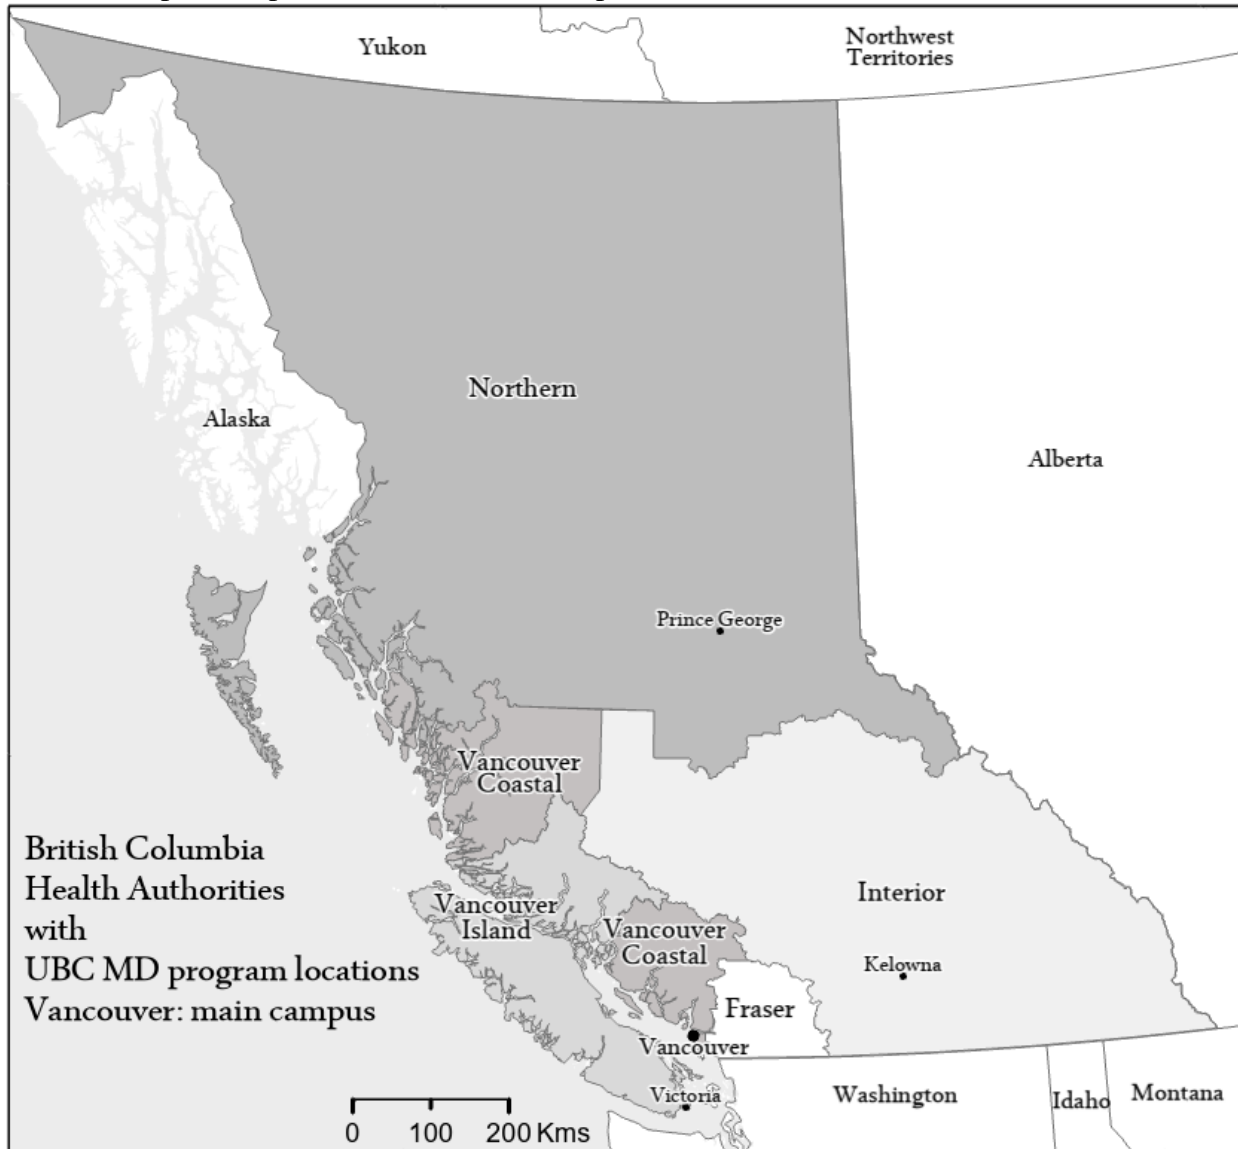 Yukon
Northwest
Territories
Northern
Alaska
Alberta
Prince George
Vancouver
Coastal
British Columbia
Health Authorities
with
UBC MD program locations
Vancouver: main campus
Vancouver
Island
Vancouver
Coastal
Interior
Kelowna
Fraser
Vancouver
Victoria
Washington
Idaho
Montana
0 100 200 Kms